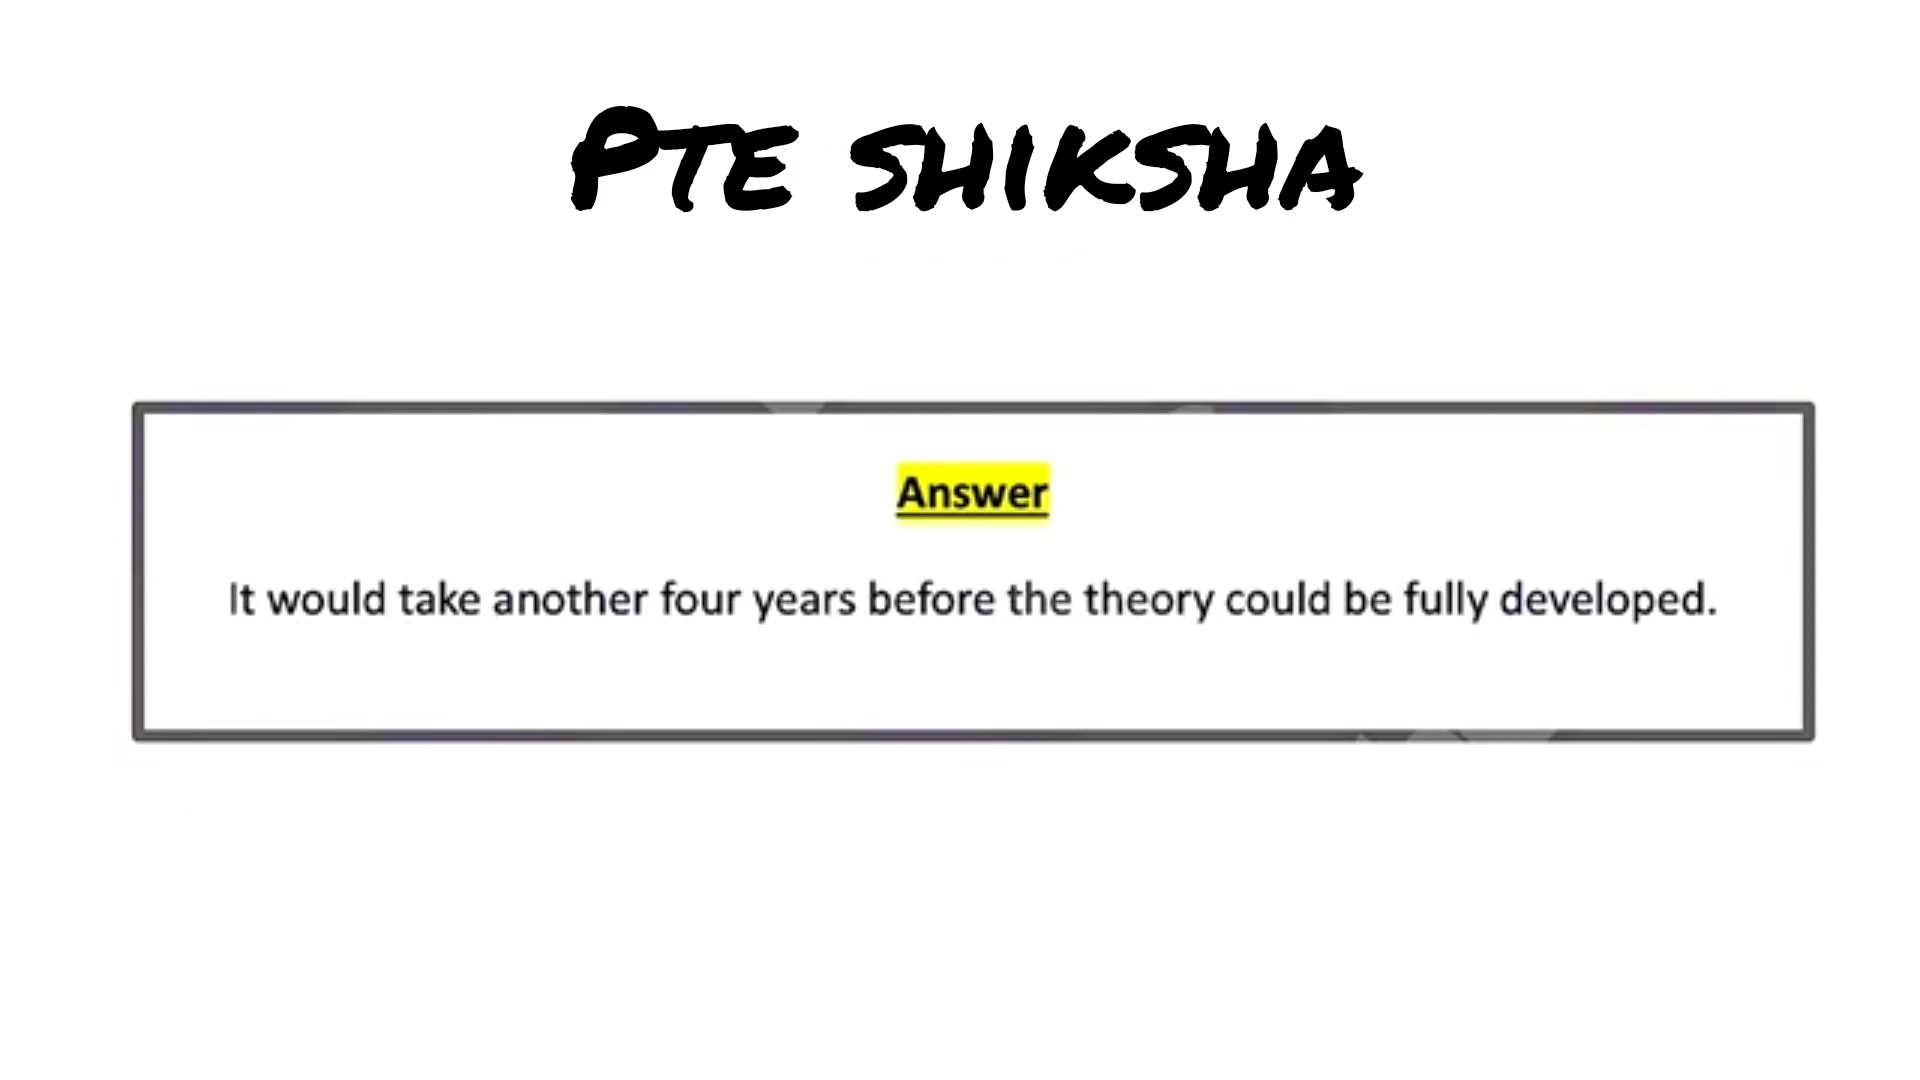 Pte shiksha
Answer
It would take another four years before the theory could be fully developed.